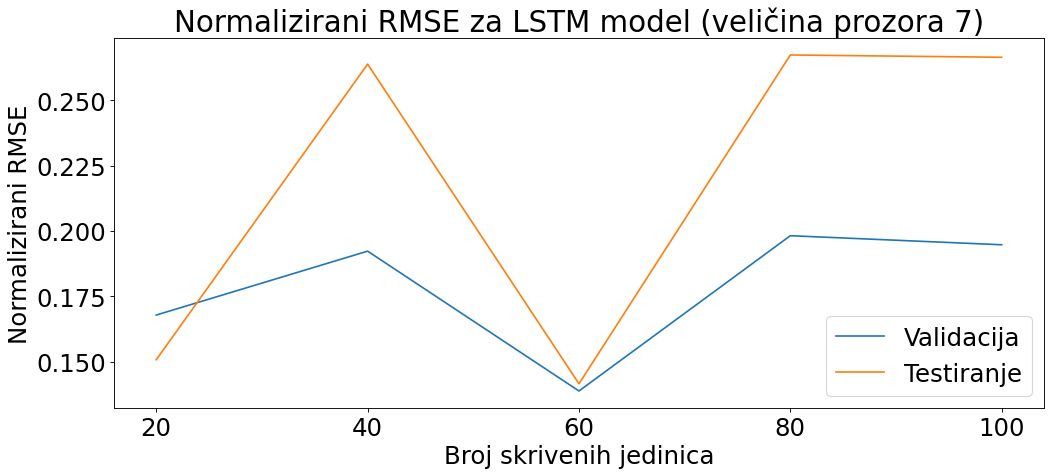 Normalizirani RMSE za LSTM model (veličina prozora 7)
Normalizirani RMSE
0.250
0.225
0.200
0.175
0.150
20 40 60 80 100
Broj skrivenih jedinica
Validacija
Testiranje